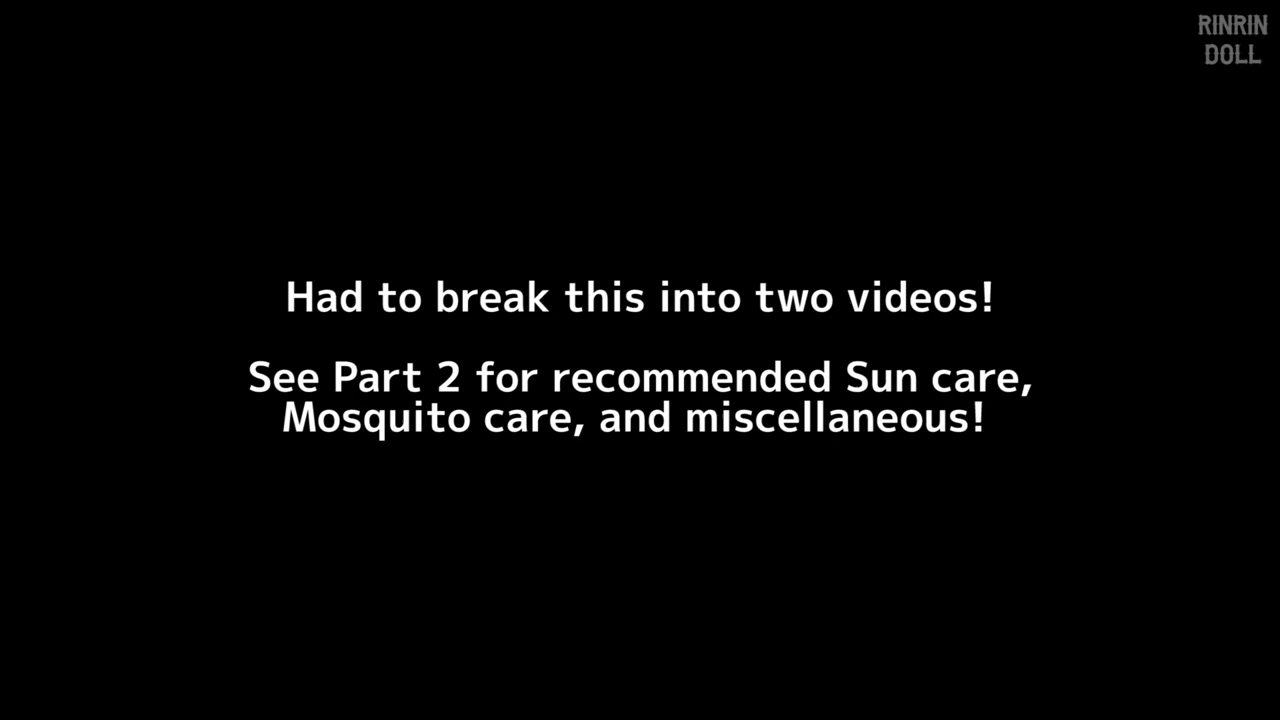 RINRIN
DOLL
Had to break this into two videos!
See Part 2 for recommended Sun care,
Mosquito care, and miscellaneous!